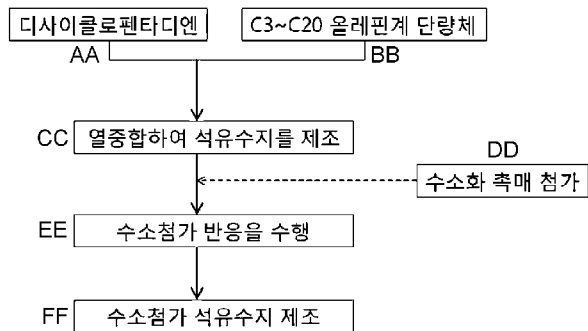 디사이클로펜타디엔
C3~C20 올레핀계 단량체
AA
BB
CC 열중합하여 석유수지를 제조
DD
수소화 촉매 첨가
EE 수소첨가 반응을 수행
FF 수소첨가 석유수지 제조